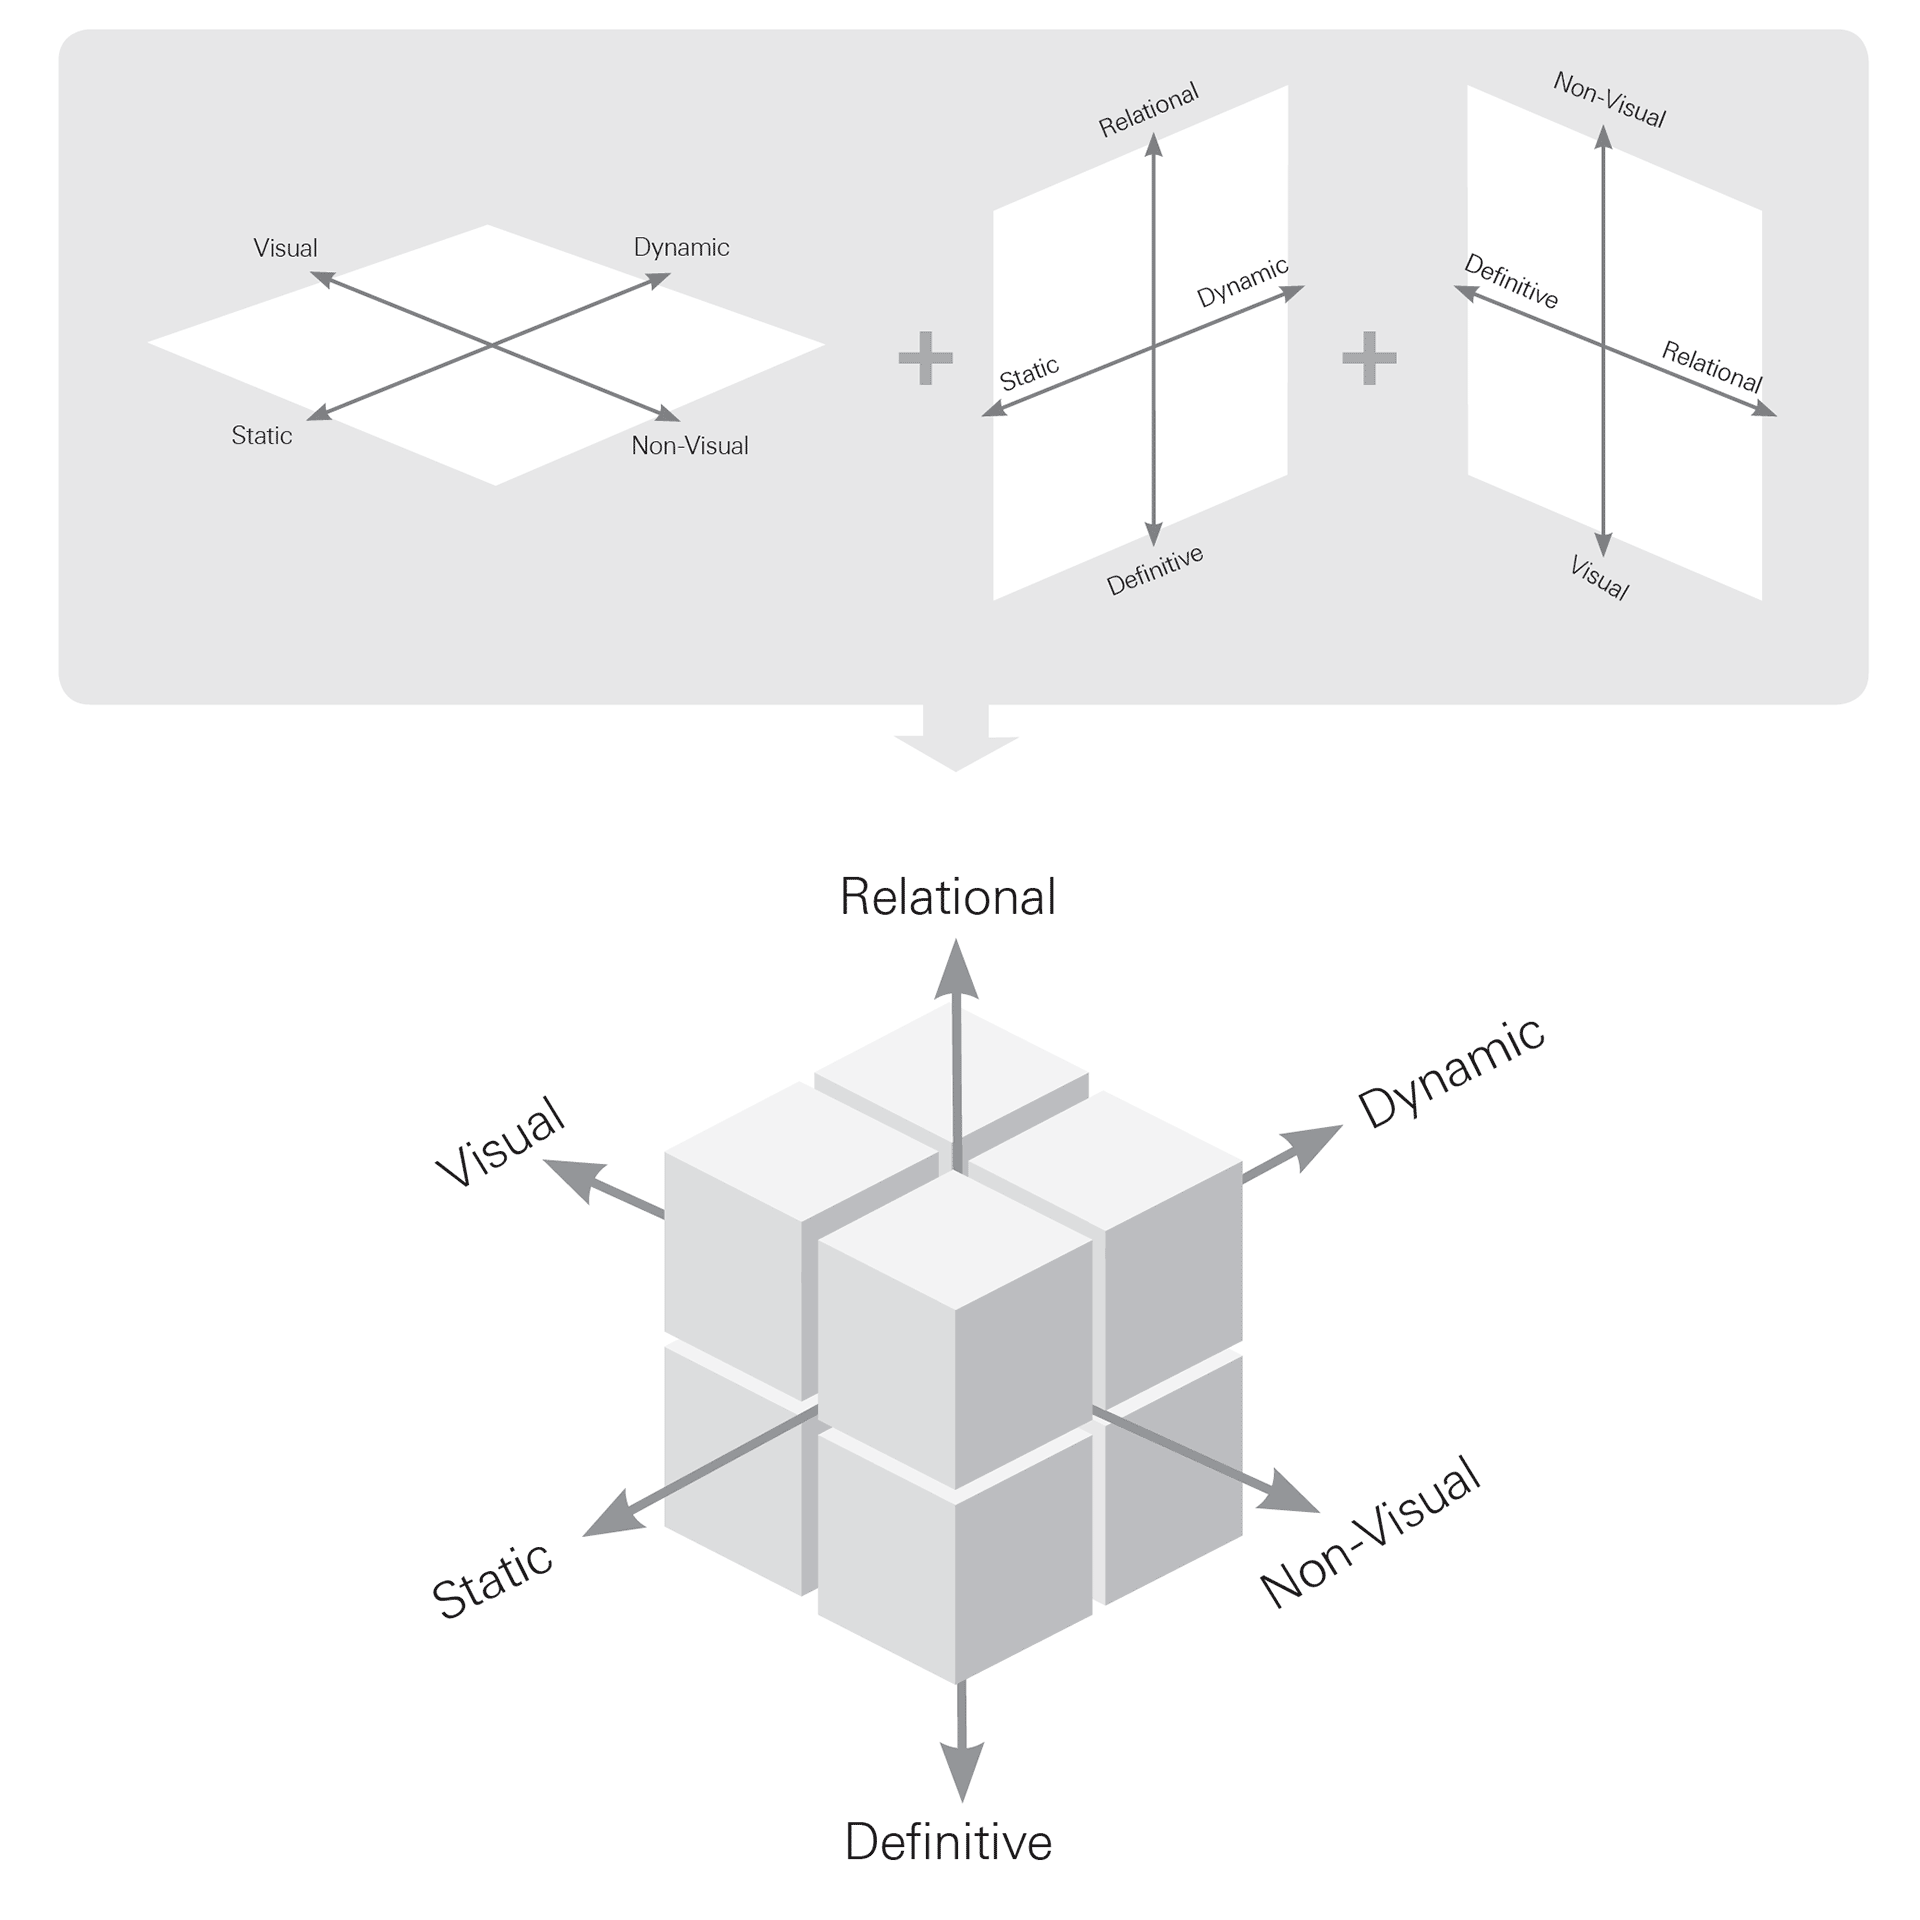 Visual
Dynamic
Static
Non-Visual
Relational
Dynamic
Static
Definitive
Non-Visual
Definitive
Relational
Visual
Relational
Dynamic
Visual
Static
Non-Visual
Definitive